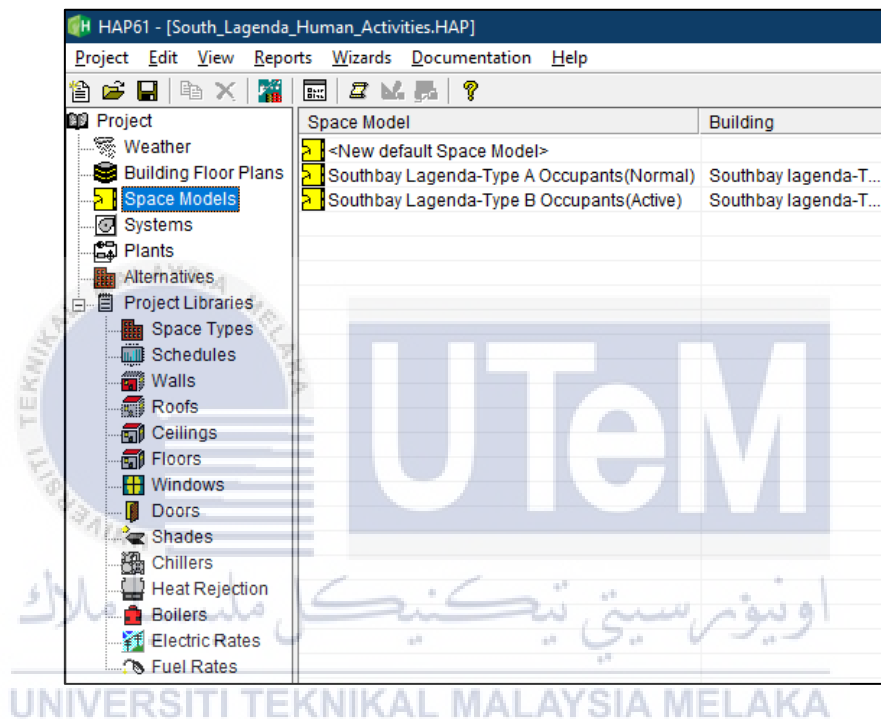 HAP61 - [South_Lagenda_Human_Activities.HAP]
Project Edit View Reports Wizards Documentation Help
Project
Weather
Building Floor Plans
Space Models
Systems
Plants
Alternatives
Project Libraries
Space Types
Schedules
Walls
Roofs
Ceilings
Floors
Windows
Doors
Shades
Chillers
Heat Rejection
Boilers
Electric Rates
Fuel Rates
Space Model Building
<New default Space Model>
Southbay Lagenda-Type A Occupants(Normal) Southbay lagenda-T...
Southbay Lagenda-Type B Occupants(Active) Southbay lagenda-T...
UTeM
اونيۏرسيتي تيكنيكل مليسيا ملاك
UNIVERSITI TEKNIKAL MALAYSIA MELAKA